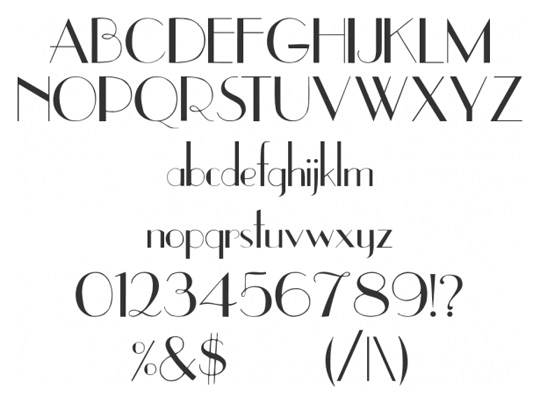 ABCDEFGHIJKLM
NOPQRSTUVWXYZ
abcdefghijklm
nopqrstuvwxyz
0123456789!?
%&$ (/|\)